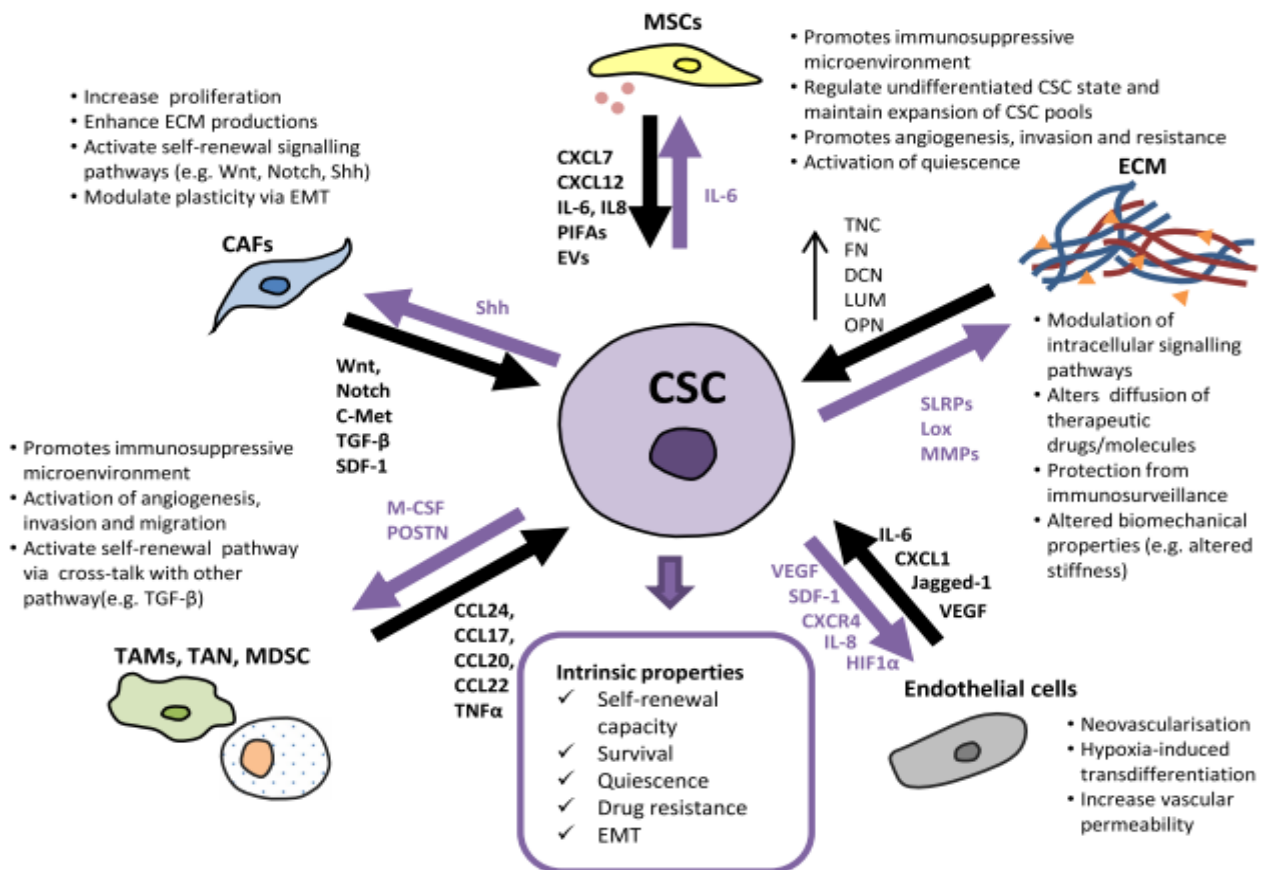 MSCs
• Promotes immunosuppressive
microenvironment
• Regulate undifferentiated CSC state and
maintain expansion of CSC pools
• Promotes angiogenesis, invasion and resistance
• Activation of quiescence
• Increase proliferation
• Enhance ECM productions
• Activate self-renewal signalling
pathways (e.g. Wnt, Notch, Shh)
• Modulate plasticity via EMT
CXCL7
CXCL12
IL-6, IL8
PIFAs
EVs
IL-6
ECM
TNC
FN
DCN
LUM
OPN
CAFs
Shh
Wnt,
Notch
C-Met
TGF-β
SDF-1
CSC
SLRPs
Lox
MMPs
• Modulation of
intracellular signalling
pathways
• Alters diffusion of
therapeutic
drugs/molecules
• Protection from
immunosurveillance
• Altered biomechanical
properties (e.g. altered
stiffness)
• Promotes immunosuppressive
microenvironment
• Activation of angiogenesis,
invasion and migration
• Activate self-renewal pathway
via cross-talk with other
pathway(e.g. TGF-β)
M-CSF
POSTN
CCL24,
CCL17,
CCL20,
CCL22
TNFα
TAMs, TAN, MDSC
VEGF
SDF-1
CXCR4
IL-8
HIF1α
IL-6
CXCL1
Jagged-1
VEGF
Endothelial cells
• Neovascularisation
• Hypoxia-induced
transdifferentiation
• Increase vascular
permeability
Intrinsic properties
✓ Self-renewal
capacity
✓ Survival
✓ Quiescence
✓ Drug resistance
✓ EMT